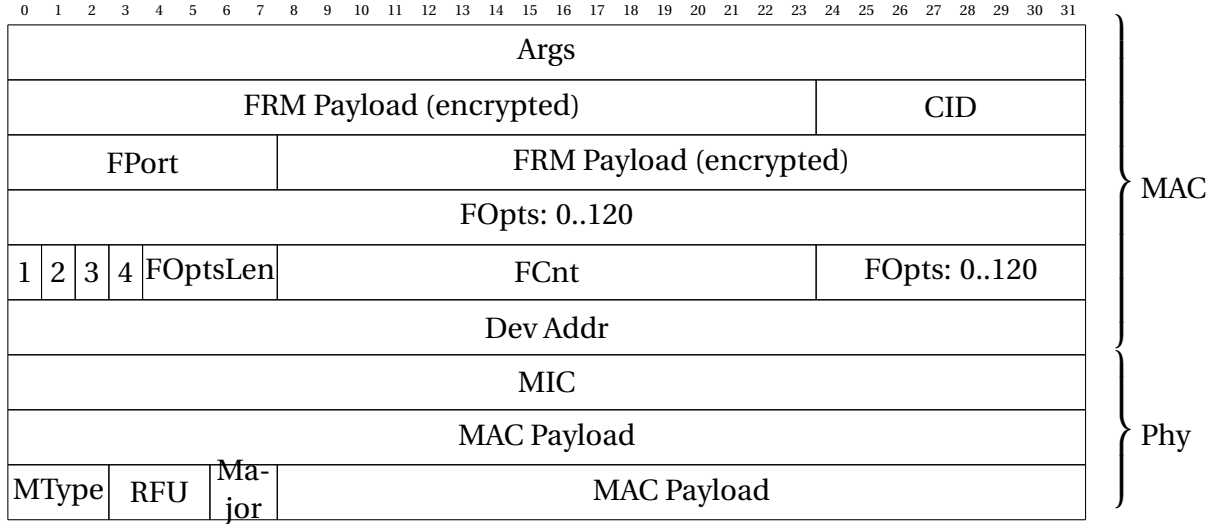 0 1 2 3 4 5 6 7 8 9 10 11 12 13 14 15 16 17 18 19 20 21 22 23 24 25 26 27 28 29 30 31
Args
FRM Payload (encrypted) CID
FPort FRM Payload (encrypted)
FOpts: 0..120
1 2 3 4 FOptsLen FCnt FOpts: 0..120
Dev Addr
MAC
MIC
MAC Payload
Phy
MType RFU Ma-
jor
MAC Payload